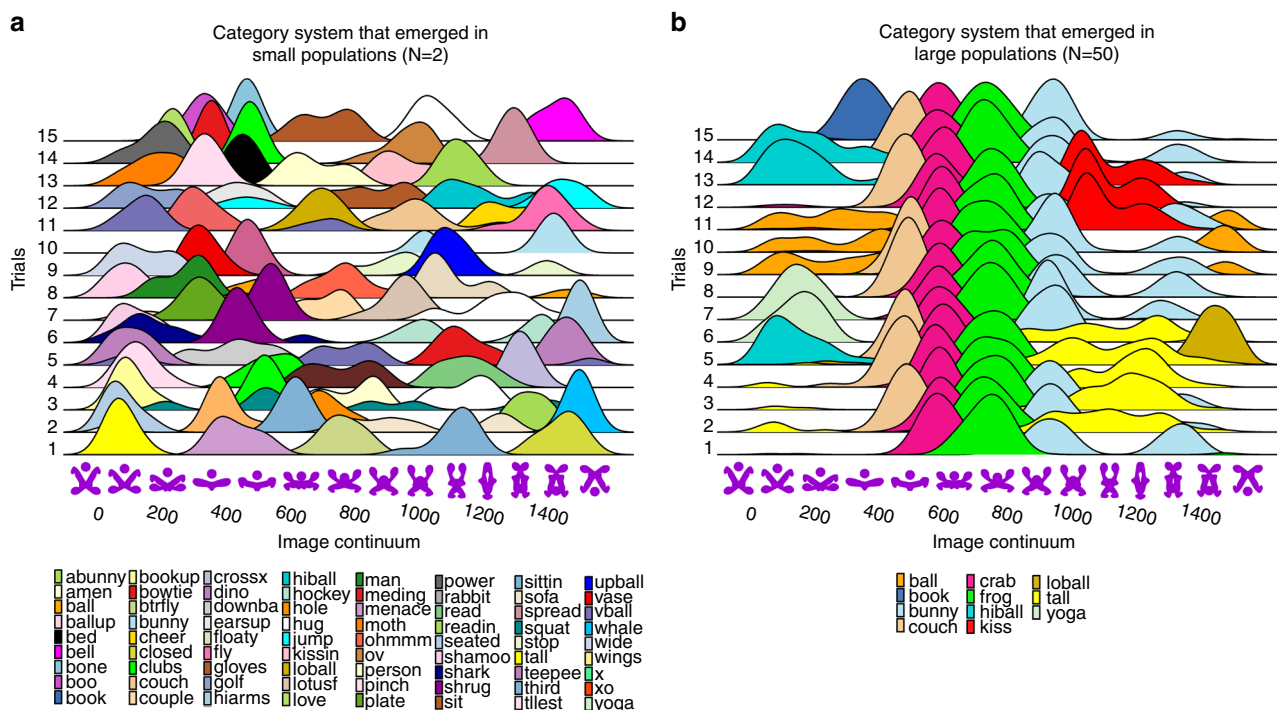 a
Category system that emerged in
small populations (N=2)
Trials
15
14
13
12
11
10
9
8
7
6
5
4
3
2
1
0 200 400 600 800 1000 1200 1400
Image continuum
abunny
amen
ball
ballup
bed
bell
bone
boo
book
bookup
bowtie
btrfly
bunny
cheer
closed
clubs
couch
couple
crossx
dino
downba
earsup
floaty
fly
gloves
golf
hiarms
hiball
hockey
hole
hug
jump
kissin
loball
lotusf
love
man
meding
menace
moth
ohmmm
ov
person
pinch
plate
power
rabbit
read
readin
seated
shamoo
shark
shrug
sit
sittin
sofa
spread
squat
stop
tall
teepee
third
tllest
upball
vase
vball
whale
wide
wings
x
xo
yoga
b
Category system that emerged in
large populations (N=50)
Trials
15
14
13
12
11
10
9
8
7
6
5
4
3
2
1
0 200 400 600 800 1000 1200 1400
Image continuum
ball
book
bunny
couch
crab
frog
hiball
kiss
loball
tall
yoga